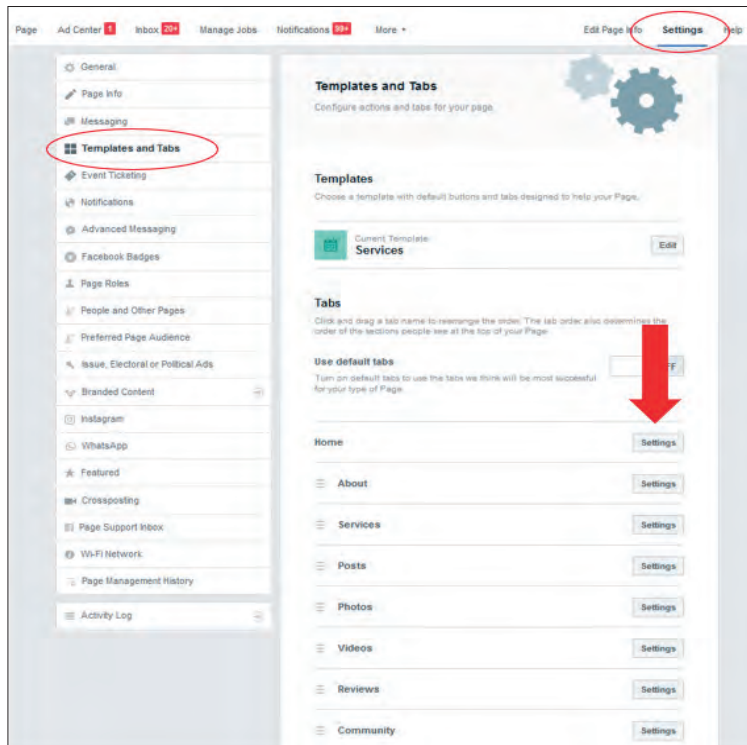 Page Ad Center 1 Inbox 20+ Manage Jobs Notifications 99+ More Edit Page Info Settings Help
General
Page Info
Messaging
Templates and Tabs
Event Ticketing
Notifications
Advanced Messaging
Facebook Badges
Page Roles
People and Other Pages
Preferred Page Audience
Issue, Electoral or Political Ads
Branded Content
Instagram
WhatsApp
Featured
Crossposting
Page Support Inbox
Wi-Fi Network
Page Management History
Activity Log
Templates and Tabs
Configure actions and tabs for your page.
Templates
Choose a template with default buttons and tabs designed to help your Page.
Current Template
Services
Edit
Tabs
Click and drag a tab name to rearrange the order. The tab order also determines the
order of the sections people see at the top of your Page.
Use default tabs
Turn on default tabs to use the tabs we think will be most successful
for your type of Page.
Home Settings
About Settings
Services Settings
Posts Settings
Photos Settings
Videos Settings
Reviews Settings
Community Settings